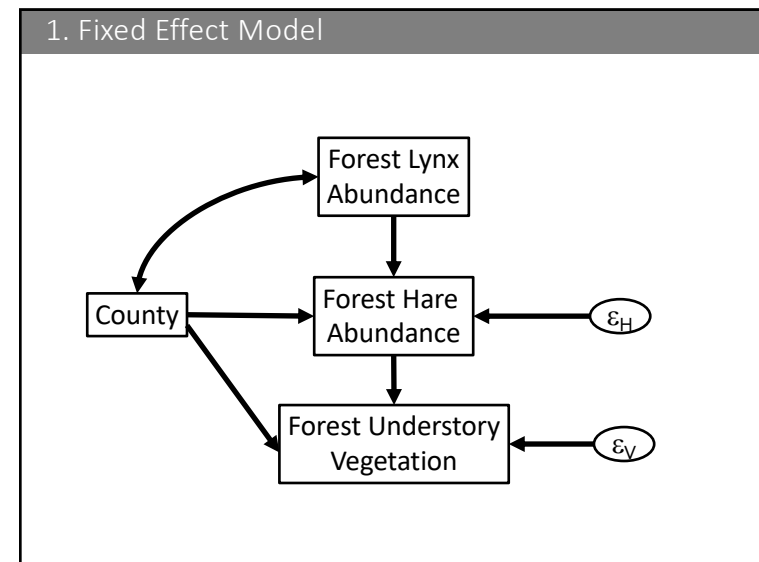 1. Fixed Effect Model
Forest Lynx
Abundance
County
Forest Hare
Abundance
εH
Forest Understory
Vegetation
εV